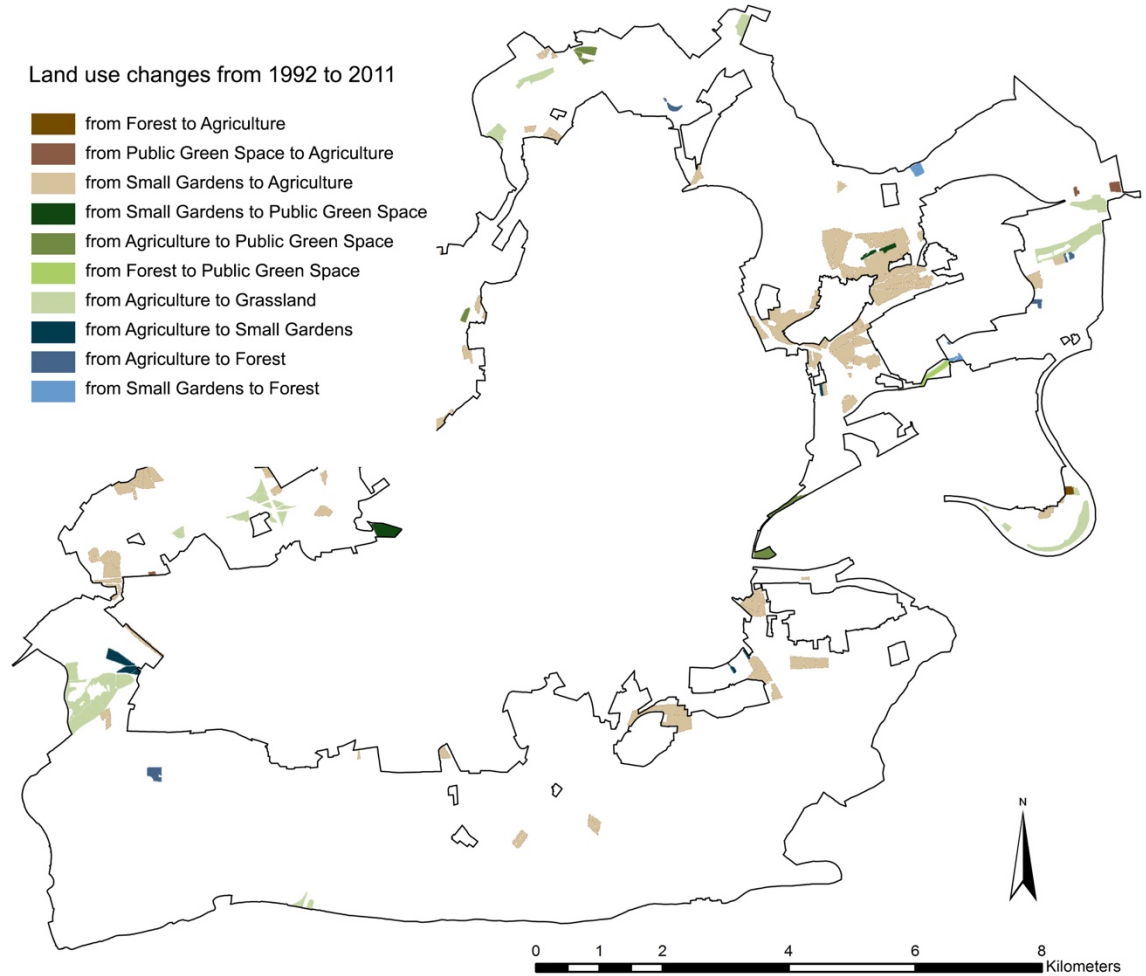 Land use changes from 1992 to 2011
from Forest to Agriculture
from Public Green Space to Agriculture
from Small Gardens to Agriculture
from Small Gardens to Public Green Space
from Agriculture to Public Green Space
from Forest to Public Green Space
from Agriculture to Grassland
from Agriculture to Small Gardens
from Agriculture to Forest
from Small Gardens to Forest
N
0 1 2 4 6 8
Kilometers